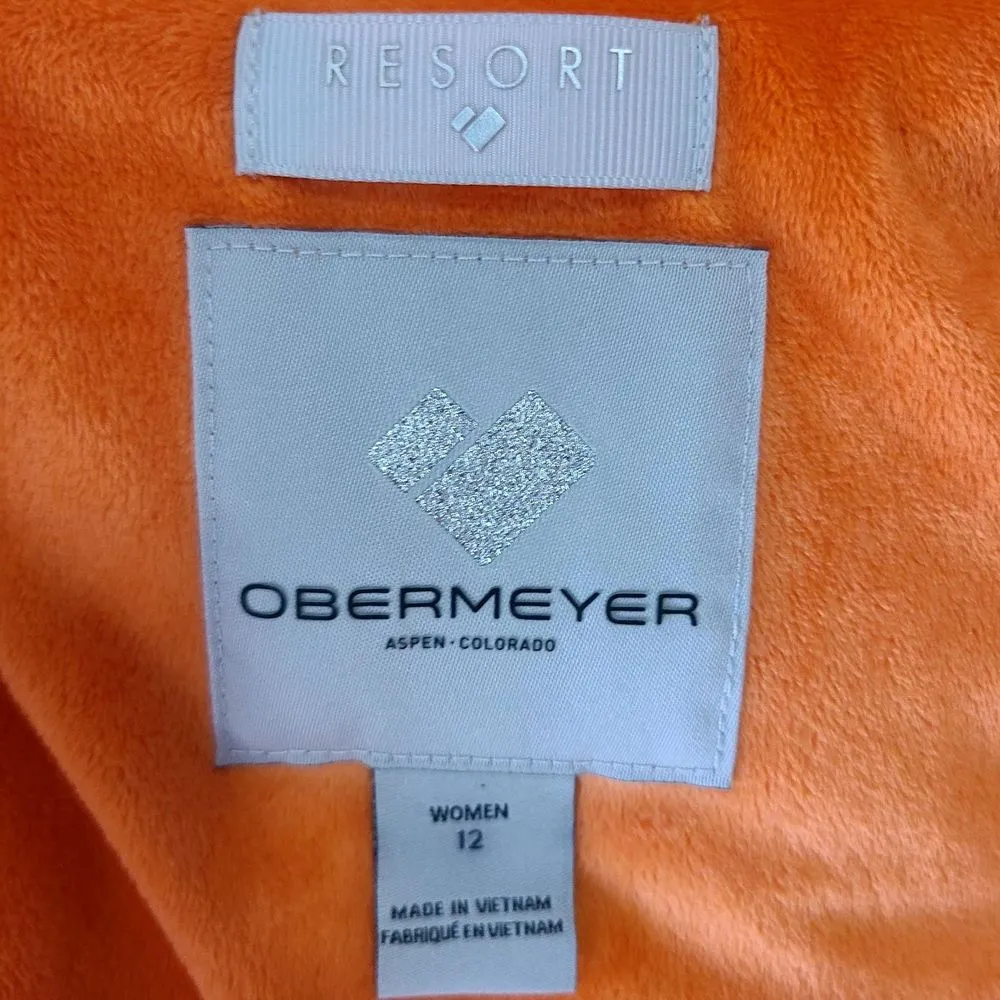 RESORT
OBERMEYER
ASPEN · COLORADO
WOMEN
12
MADE IN VIETNAM
FABRIQUÉ EN VIETNAM